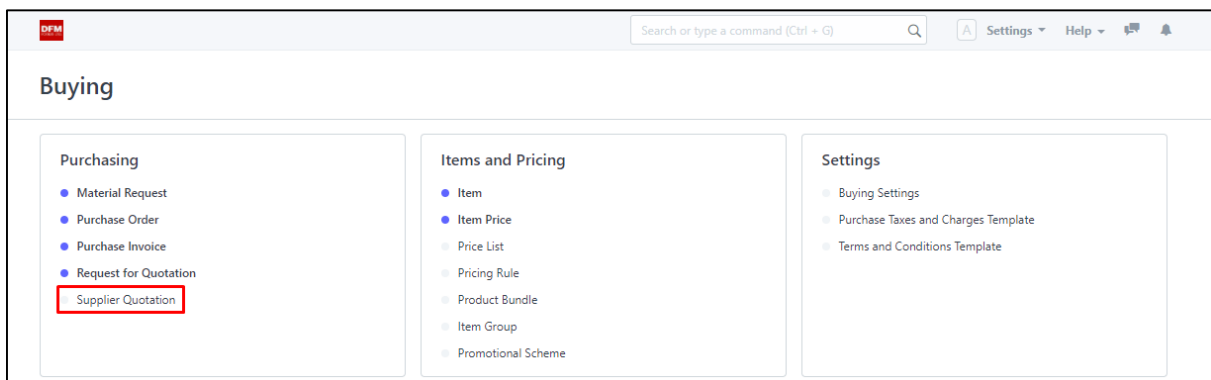 DFM
Search or type a command (Ctrl + G)
A
Settings
Help
Buying
Purchasing
Material Request
Purchase Order
Purchase Invoice
Request for Quotation
Supplier Quotation
Items and Pricing
Item
Item Price
Price List
Pricing Rule
Product Bundle
Item Group
Promotional Scheme
Settings
Buying Settings
Purchase Taxes and Charges Template
Terms and Conditions Template